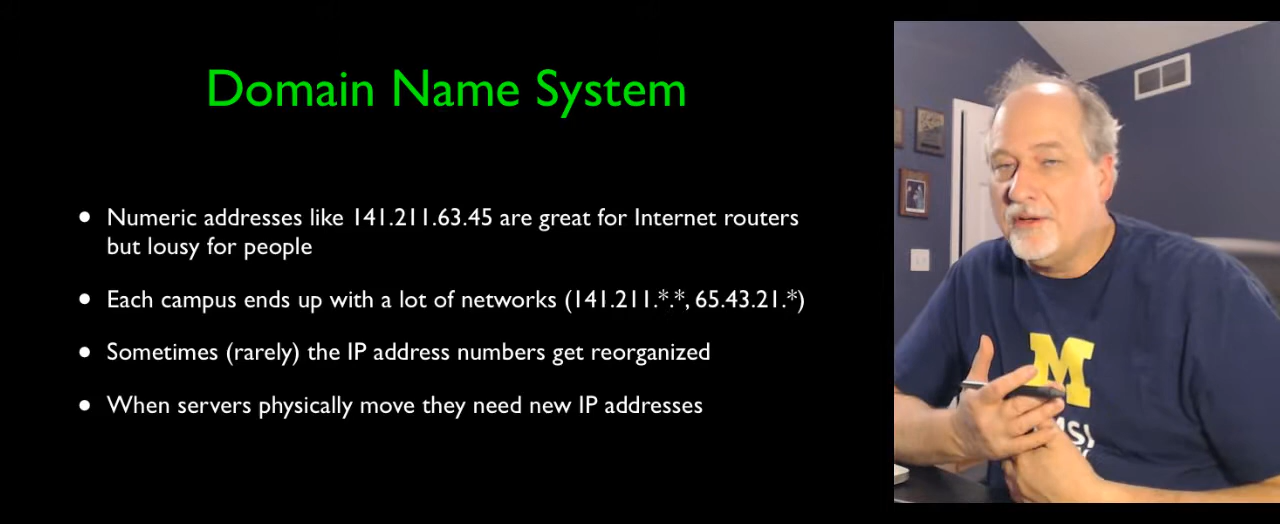 Domain Name System
• Numeric addresses like 141.211.63.45 are great for Internet routers
but lousy for people
• Each campus ends up with a lot of networks (141.211.*.*, 65.43.21.*)
• Sometimes (rarely) the IP address numbers get reorganized
• When servers physically move they need new IP addresses
M